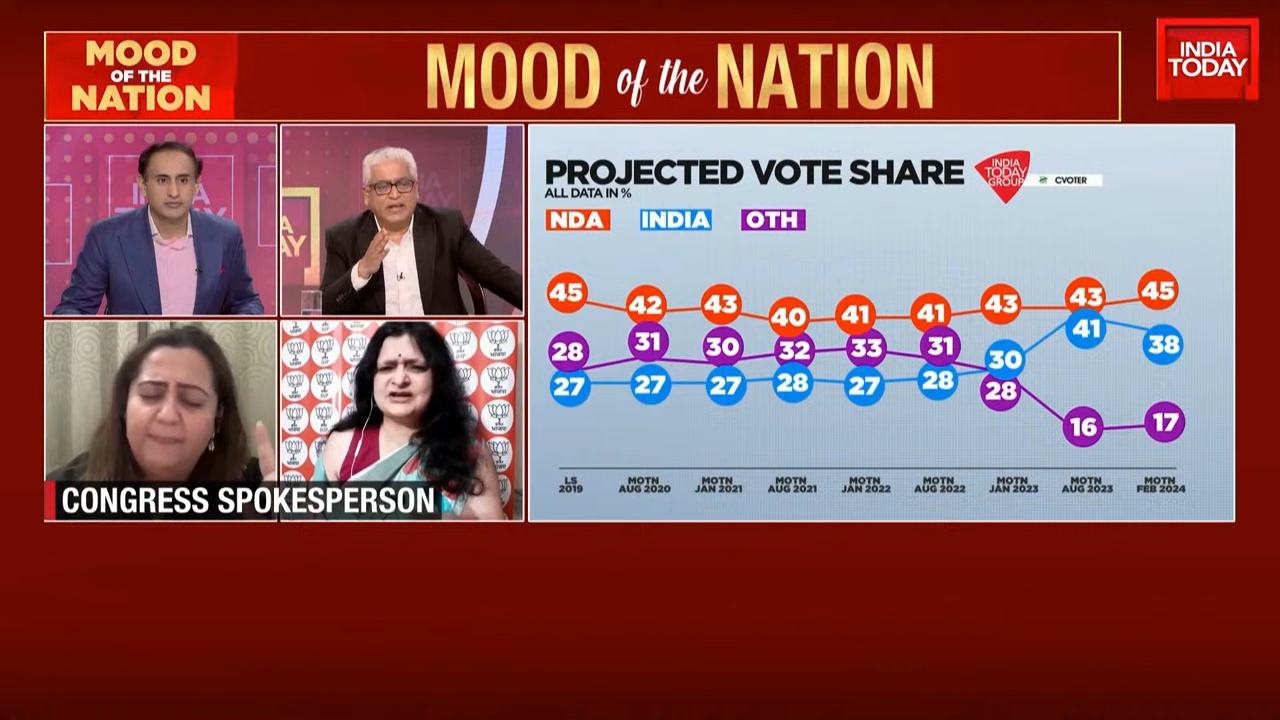 MOOD
OF THE
NATION
MOOD of the NATION
INDIA
TODAY
PROJECTED VOTE SHARE
ALL DATA IN %
INDIA
TODAY
GROUP
CVOTER
NDA INDIA OTH
45 42 43 40 41 41 43 43 45
28 31 30 32 33 31 30 41 38
27 27 27 28 27 28 28 16 17
LS
2019
MOTN
AUG 2020
MOTN
JAN 2021
MOTN
AUG 2021
MOTN
JAN 2022
MOTN
AUG 2022
MOTN
JAN 2023
MOTN
AUG 2023
MOTN
FEB 2024
CONGRESS SPOKESPERSON